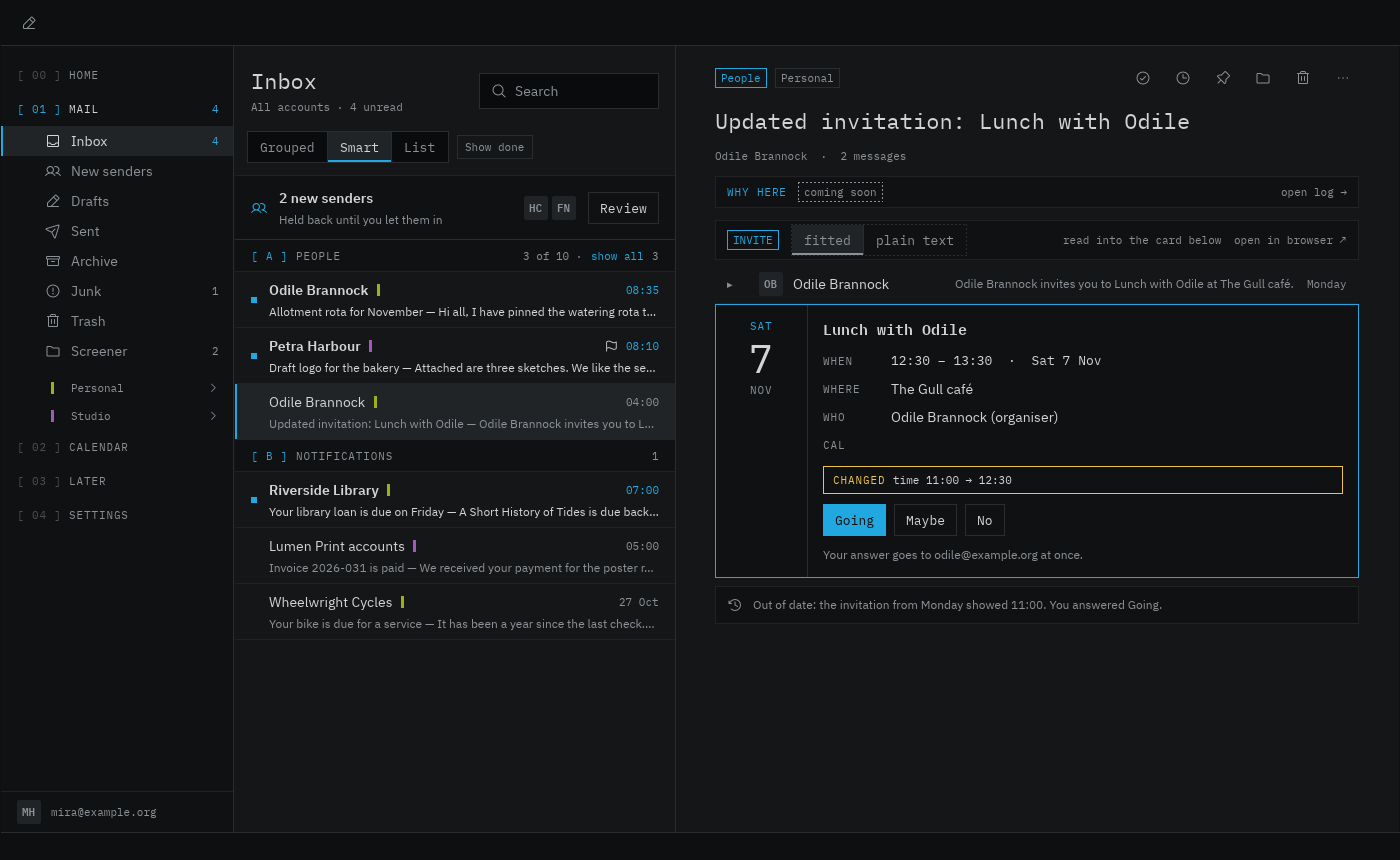 [ 00 ] HOME
[ 01 ] MAIL 4
Inbox 4
New senders
Drafts
Sent
Archive
Junk 1
Trash
Screener 2
Personal
Studio
[ 02 ] CALENDAR
[ 03 ] LATER
[ 04 ] SETTINGS
MH mira@example.org
Inbox
All accounts · 4 unread
Search
Grouped Smart List Show done
2 new senders
Held back until you let them in
HC FN Review
[ A ] PEOPLE 3 of 10 · show all 3
Odile Brannock 08:35
Allotment rota for November — Hi all, I have pinned the watering rota t…
Petra Harbour 08:10
Draft logo for the bakery — Attached are three sketches. We like the se…
Odile Brannock 04:00
Updated invitation: Lunch with Odile — Odile Brannock invites you to L…
[ B ] NOTIFICATIONS 1
Riverside Library 07:00
Your library loan is due on Friday — A Short History of Tides is due back…
Lumen Print accounts 05:00
Invoice 2026-031 is paid — We received your payment for the poster r…
Wheelwright Cycles 27 Oct
Your bike is due for a service — It has been a year since the last check.…
People Personal
Updated invitation: Lunch with Odile
Odile Brannock · 2 messages
WHY HERE coming soon open log →
INVITE fitted plain text read into the card below open in browser ↗
▸ OB Odile Brannock Odile Brannock invites you to Lunch with Odile at The Gull café. Monday
SAT
7
NOV
Lunch with Odile
WHEN 12:30 – 13:30 · Sat 7 Nov
WHERE The Gull café
WHO Odile Brannock (organiser)
CAL
CHANGED time 11:00 → 12:30
Going Maybe No
Your answer goes to odile@example.org at once.
Out of date: the invitation from Monday showed 11:00. You answered Going.